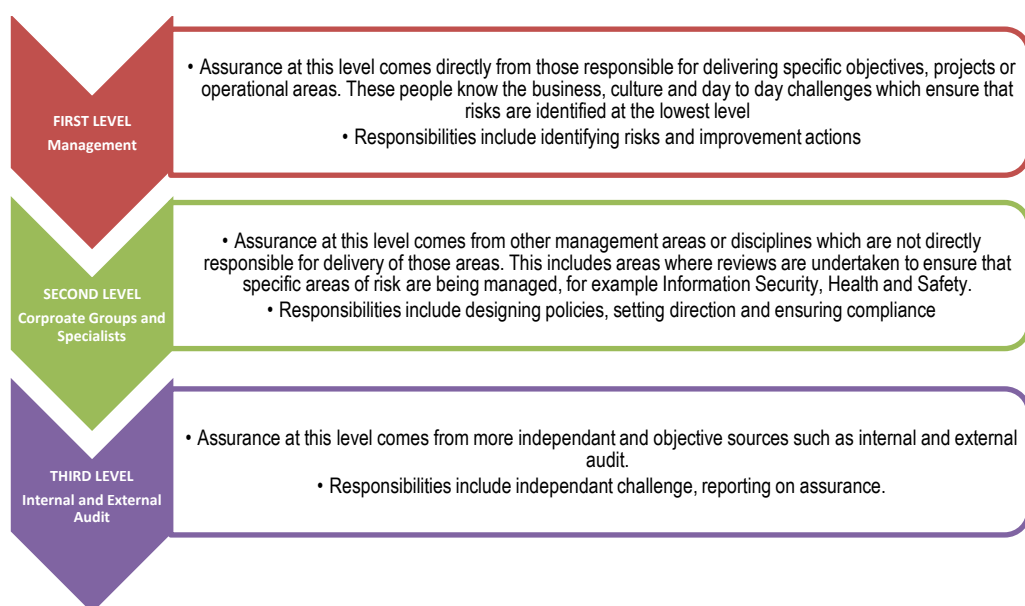 FIRST LEVEL
Management
• Assurance at this level comes directly from those responsible for delivering specific objectives, projects or
operational areas. These people know the business, culture and day to day challenges which ensure that
risks are identified at the lowest level
• Responsibilities include identifying risks and improvement actions
SECOND LEVEL
Corproate Groups and
Specialists
• Assurance at this level comes from other management areas or disciplines which are not directly
responsible for delivery of those areas. This includes areas where reviews are undertaken to ensure that
specific areas of risk are being managed, for example Information Security, Health and Safety.
• Responsibilities include designing policies, setting direction and ensuring compliance
THIRD LEVEL
Internal and External
Audit
• Assurance at this level comes from more independant and objective sources such as internal and external
audit.
• Responsibilities include independant challenge, reporting on assurance.